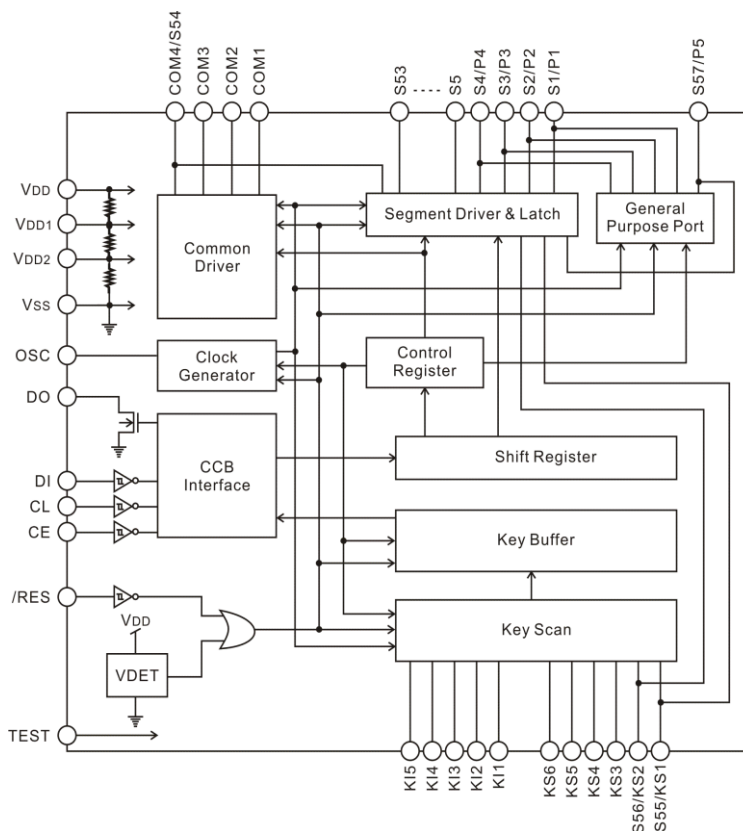 COM4/S54
COM3
COM2
COM1
S53
S5
S4/P4
S3/P3
S2/P2
S1/P1
S57/P5
VDD
VDD1
VDD2
VSS
OSC
DO
DI
CL
CE
/RES
TEST
Common
Driver
Segment Driver & Latch
General
Purpose Port
Clock
Generator
Control
Register
CCB
Interface
Shift Register
Key Buffer
Key Scan
VDD
VDET
KI5
KI4
KI3
KI2
KI1
KS6
KS5
KS4
KS3
S56/KS2
S55/KS1